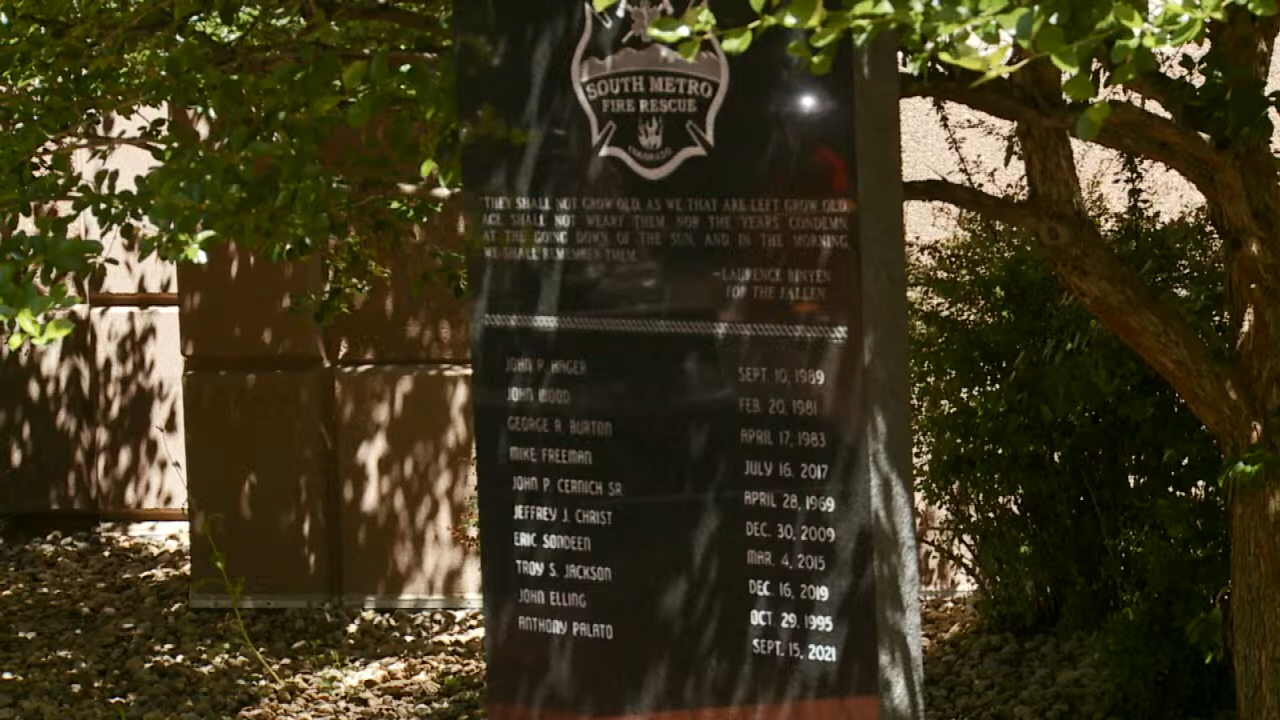 SOUTH METRO
FIRE RESCUE
COLORADO
"THEY SHALL NOT GROW OLD, AS WE THAT ARE LEFT GROW OLD.
AGE SHALL NOT WEARY THEM, NOR THE YEARS CONDEMN.
AT THE GOING DOWN OF THE SUN, AND IN THE MORNING,
WE SHALL REMEMBER THEM.
-LAURENCE BINYEN
FOR THE FALLEN
JOHN P. HAGER SEPT. 10, 1989
JOHN WOOD FEB. 20, 1981
GEORGE A. BURTON APRIL 17, 1983
MIKE FREEMAN JULY 16, 2017
JOHN P. CERNICH SR. APRIL 28, 1969
JEFFREY J. CHRIST DEC. 30, 2009
ERIC SONDEEN MAR. 4, 2015
TROY S. JACKSON DEC. 16, 2019
JOHN ELLING OCT. 29, 1995
ANTHONY PALATO SEPT. 15, 2021